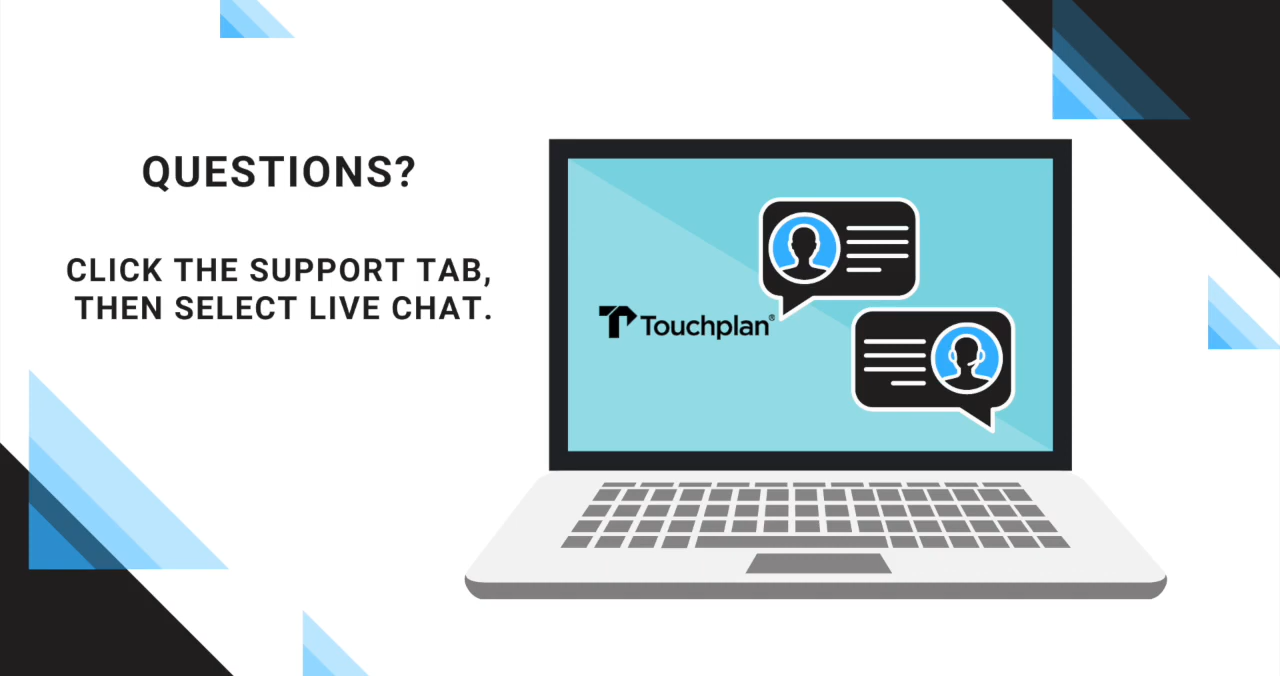 QUESTIONS?
CLICK THE SUPPORT TAB,
THEN SELECT LIVE CHAT.
Touchplan®